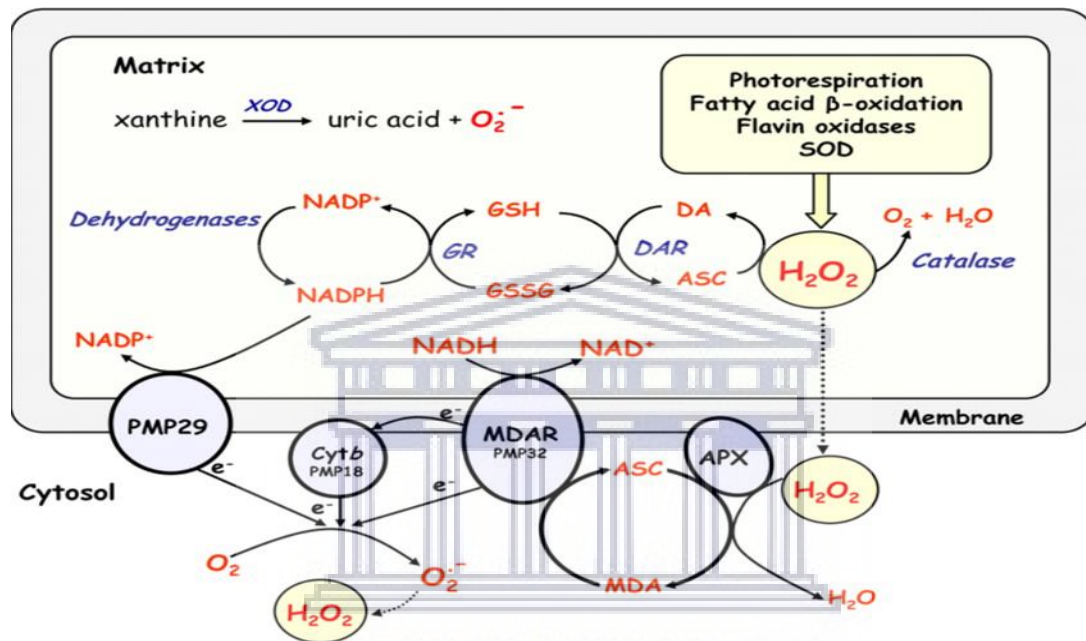 Matrix
xanthine XOD uric acid + O₂·⁻
Photorespiration
Fatty acid β-oxidation
Flavin oxidases
SOD
Dehydrogenases
NADP⁺
GSH
DA
O₂ + H₂O
GR
DAR
H₂O₂
Catalase
NADPH
GSSG
ASC
NADP⁺
NADH
NAD⁺
PMP29
Membrane
e⁻
Cytb
PMP18
MDAR
PMP32
ASC
APX
H₂O₂
Cytosol
e⁻
e⁻
e⁻
O₂
O₂·⁻
MDA
H₂O
H₂O₂